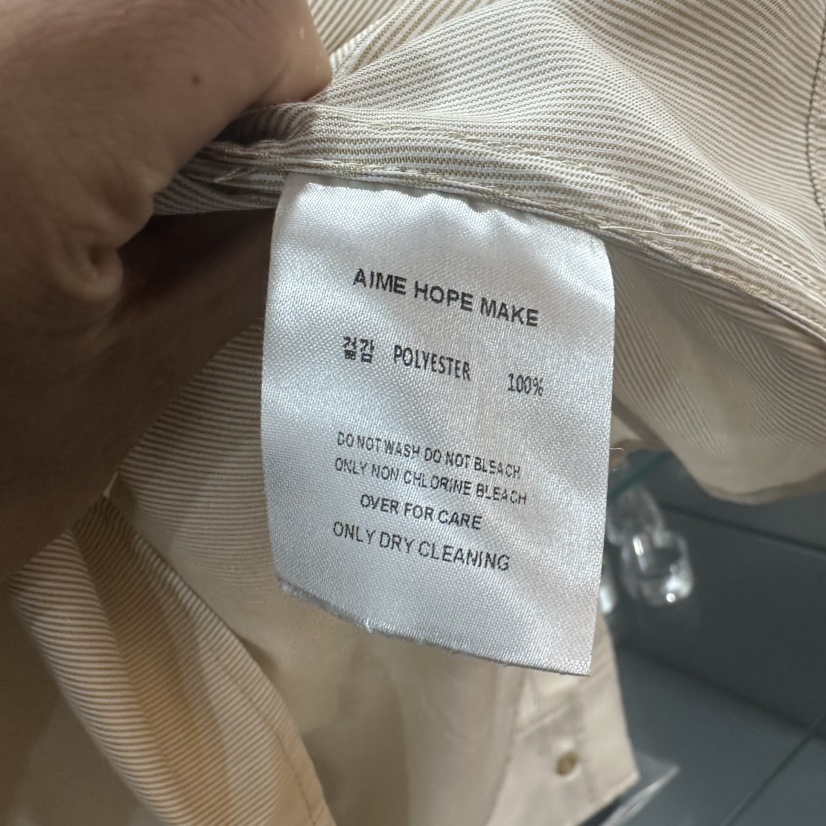 AIME HOPE MAKE
겉감 POLYESTER 100%
DO NOT WASH DO NOT BLEACH
ONLY NON CHLORINE BLEACH
OVER FOR CARE
ONLY DRY CLEANING